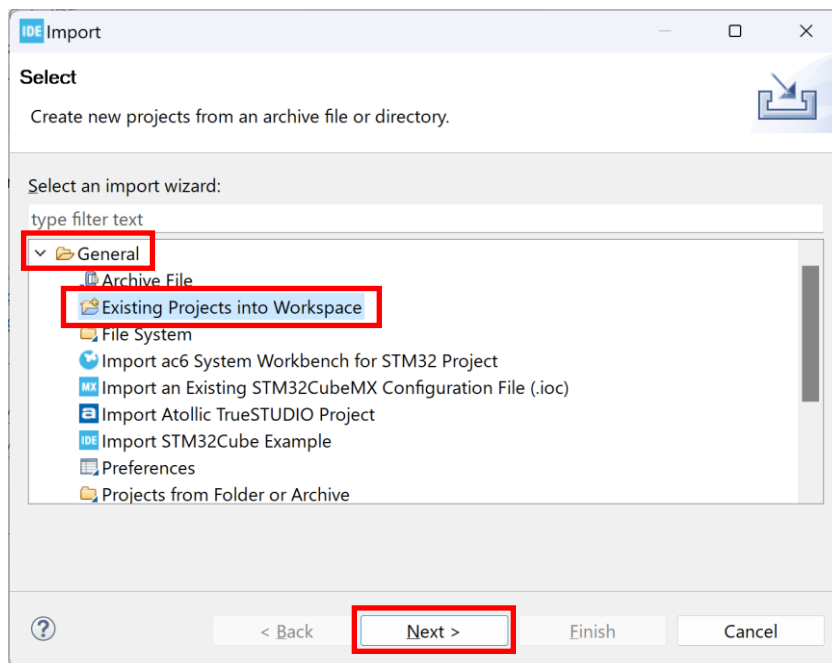 IDE Import
Select
Create new projects from an archive file or directory.
Select an import wizard:
type filter text
General
Archive File
Existing Projects into Workspace
File System
Import ac6 System Workbench for STM32 Project
MX Import an Existing STM32CubeMX Configuration File (.ioc)
a Import Atollic TrueSTUDIO Project
IDE Import STM32Cube Example
Preferences
Projects from Folder or Archive
? < Back Next > Finish Cancel